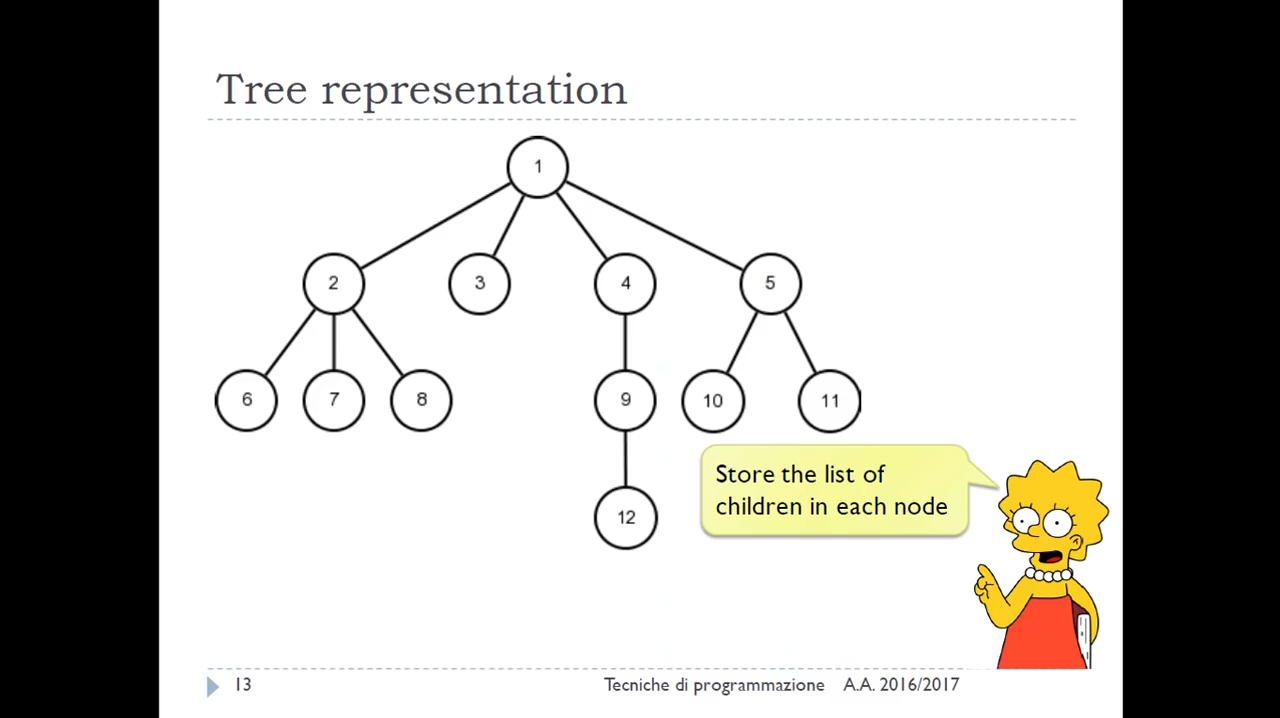 Tree representation
1
2 3 4 5
6 7 8 9 10 11
Store the list of
children in each node
12
13 Tecniche di programmazione A.A. 2016/2017